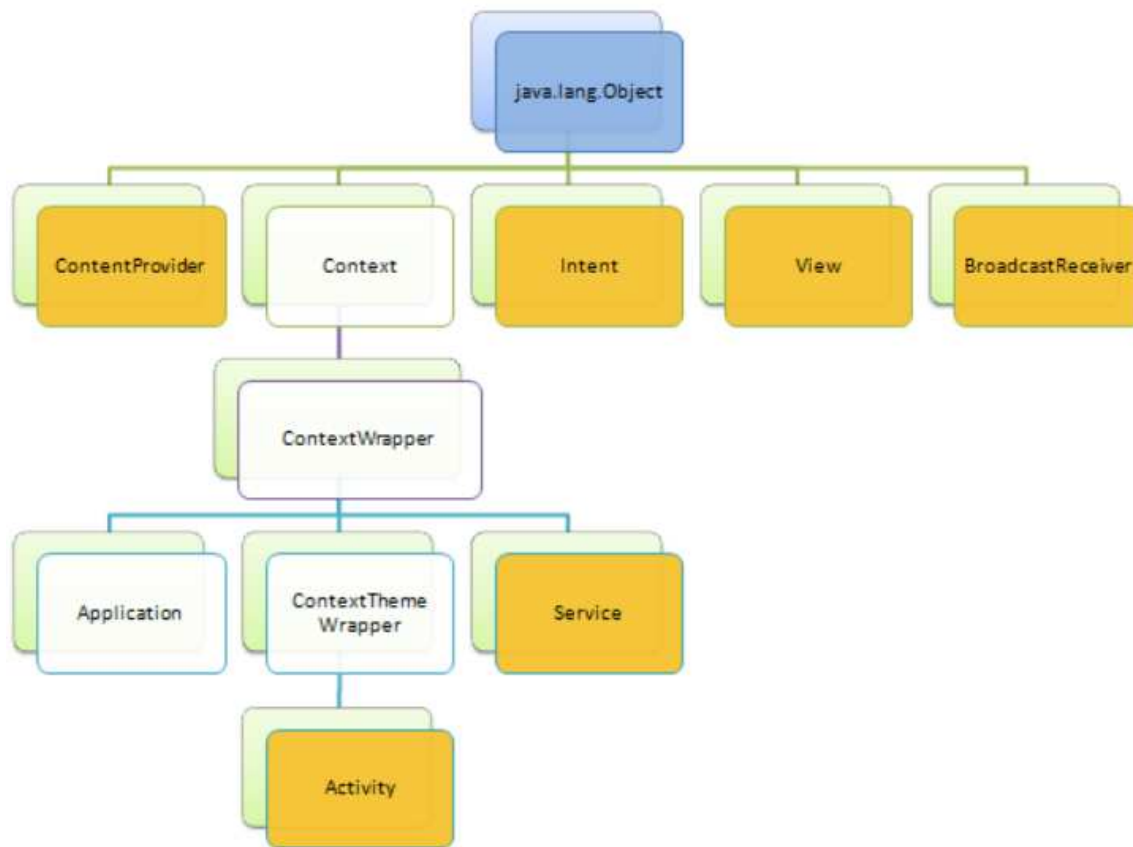 java.lang.Object
ContentProvider
Context
Intent
View
BroadcastReceiver
ContextWrapper
Application
ContextTheme
Wrapper
Service
Activity